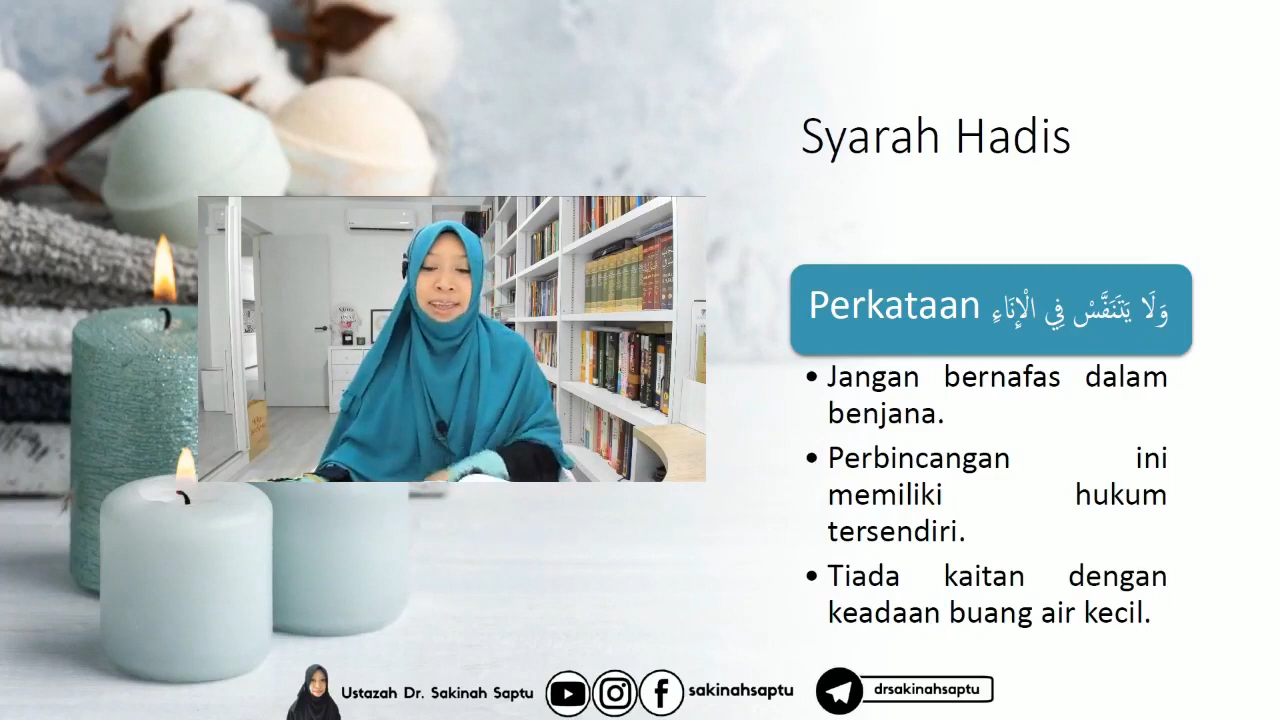 Syarah Hadis
Perkataan وَلَا يَتَنَفَّسْ فِي الْإِنَاءِ
• Jangan bernafas dalam
benjana.
• Perbincangan ini
memiliki hukum
tersendiri.
• Tiada kaitan dengan
keadaan buang air kecil.
Ustazah Dr. Sakinah Saptu
sakinahsaptu
drsakinahsaptu